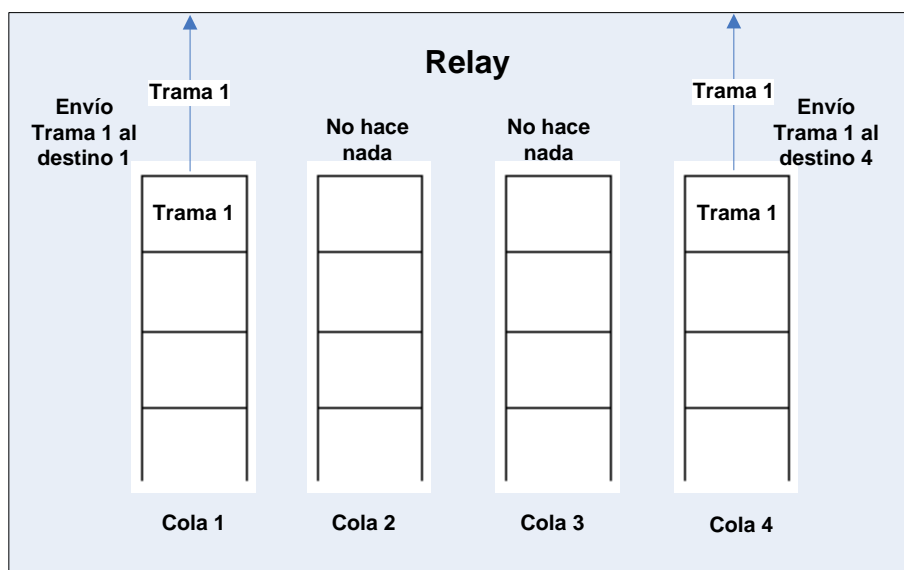 Relay
Envío
Trama 1 al
destino 1
Trama 1
No hace
nada
No hace
nada
Trama 1
Envío
Trama 1 al
destino 4
Trama 1
Trama 1
Cola 1
Cola 2
Cola 3
Cola 4